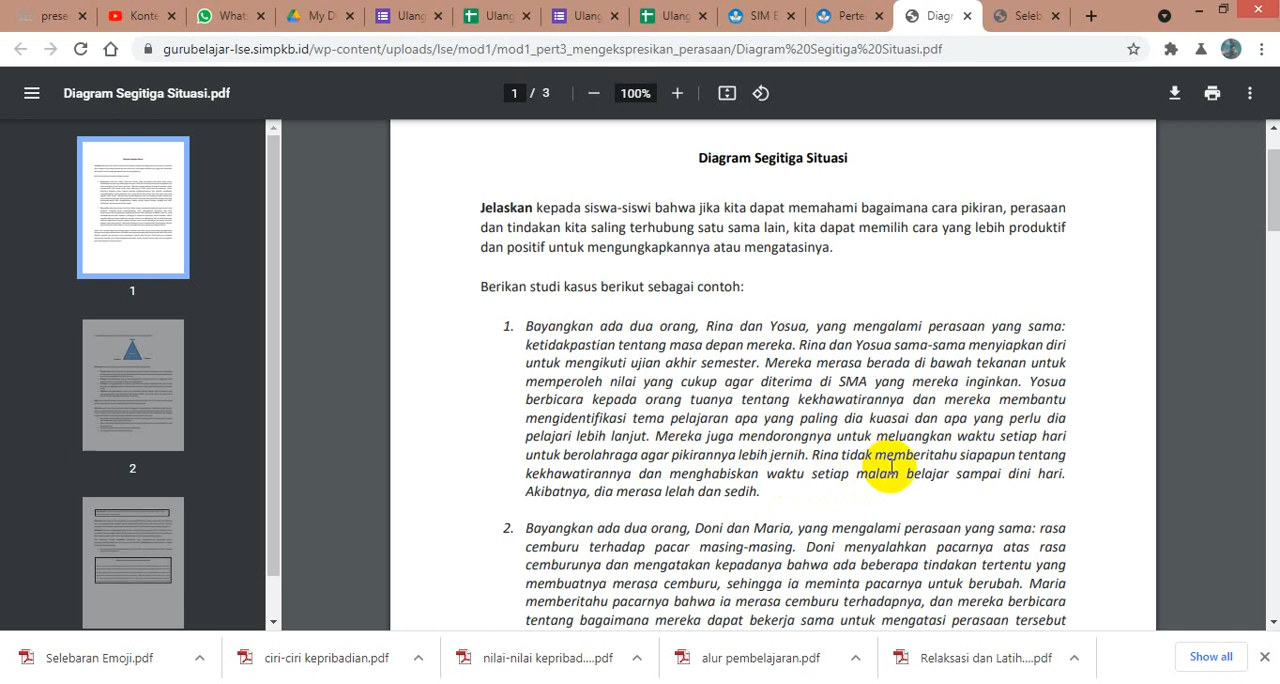 prese
Konte
What
My D
Ulang
Ulang
Ulang
Ulang
SIM E
Perte
Diagr
Seleb
gurubelajar-lse.simpkb.id/wp-content/uploads/lse/mod1/mod1_pert3_mengekspresikan_perasaan/Diagram%20Segitiga%20Situasi.pdf
Diagram Segitiga Situasi.pdf
1 / 3
100%
Diagram Segitiga Situasi
Jelaskan kepada siswa-siswi bahwa jika kita dapat memahami bagaimana cara pikiran, perasaan
dan tindakan kita saling terhubung satu sama lain, kita dapat memilih cara yang lebih produktif
dan positif untuk mengungkapkannya atau mengatasinya.
Berikan studi kasus berikut sebagai contoh:
1. Bayangkan ada dua orang, Rina dan Yosua, yang mengalami perasaan yang sama:
ketidakpastian tentang masa depan mereka. Rina dan Yosua sama-sama menyiapkan diri
untuk mengikuti ujian akhir semester. Mereka merasa berada di bawah tekanan untuk
memperoleh nilai yang cukup agar diterima di SMA yang mereka inginkan. Yosua
berbicara kepada orang tuanya tentang kekhawatirannya dan mereka membantu
mengidentifikasi tema pelajaran apa yang paling dia kuasai dan apa yang perlu dia
pelajari lebih lanjut. Mereka juga mendorongnya untuk meluangkan waktu setiap hari
untuk berolahraga agar pikirannya lebih jernih. Rina tidak memberitahu siapapun tentang
kekhawatirannya dan menghabiskan waktu setiap malam belajar sampai dini hari.
Akibatnya, dia merasa lelah dan sedih.
2. Bayangkan ada dua orang, Doni dan Maria, yang mengalami perasaan yang sama: rasa
cemburu terhadap pacar masing-masing. Doni menyalahkan pacarnya atas rasa
cemburunya dan mengatakan kepadanya bahwa ada beberapa tindakan tertentu yang
membuatnya merasa cemburu, sehingga ia meminta pacarnya untuk berubah. Maria
memberitahu pacarnya bahwa ia merasa cemburu terhadapnya, dan mereka berbicara
tentang bagaimana mereka dapat bekerja sama untuk mengatasi perasaan tersebut
1
2
Selebaran Emoji.pdf
ciri-ciri kepribadian.pdf
nilai-nilai kepribad....pdf
alur pembelajaran.pdf
Relaksasi dan Latih....pdf
Show all